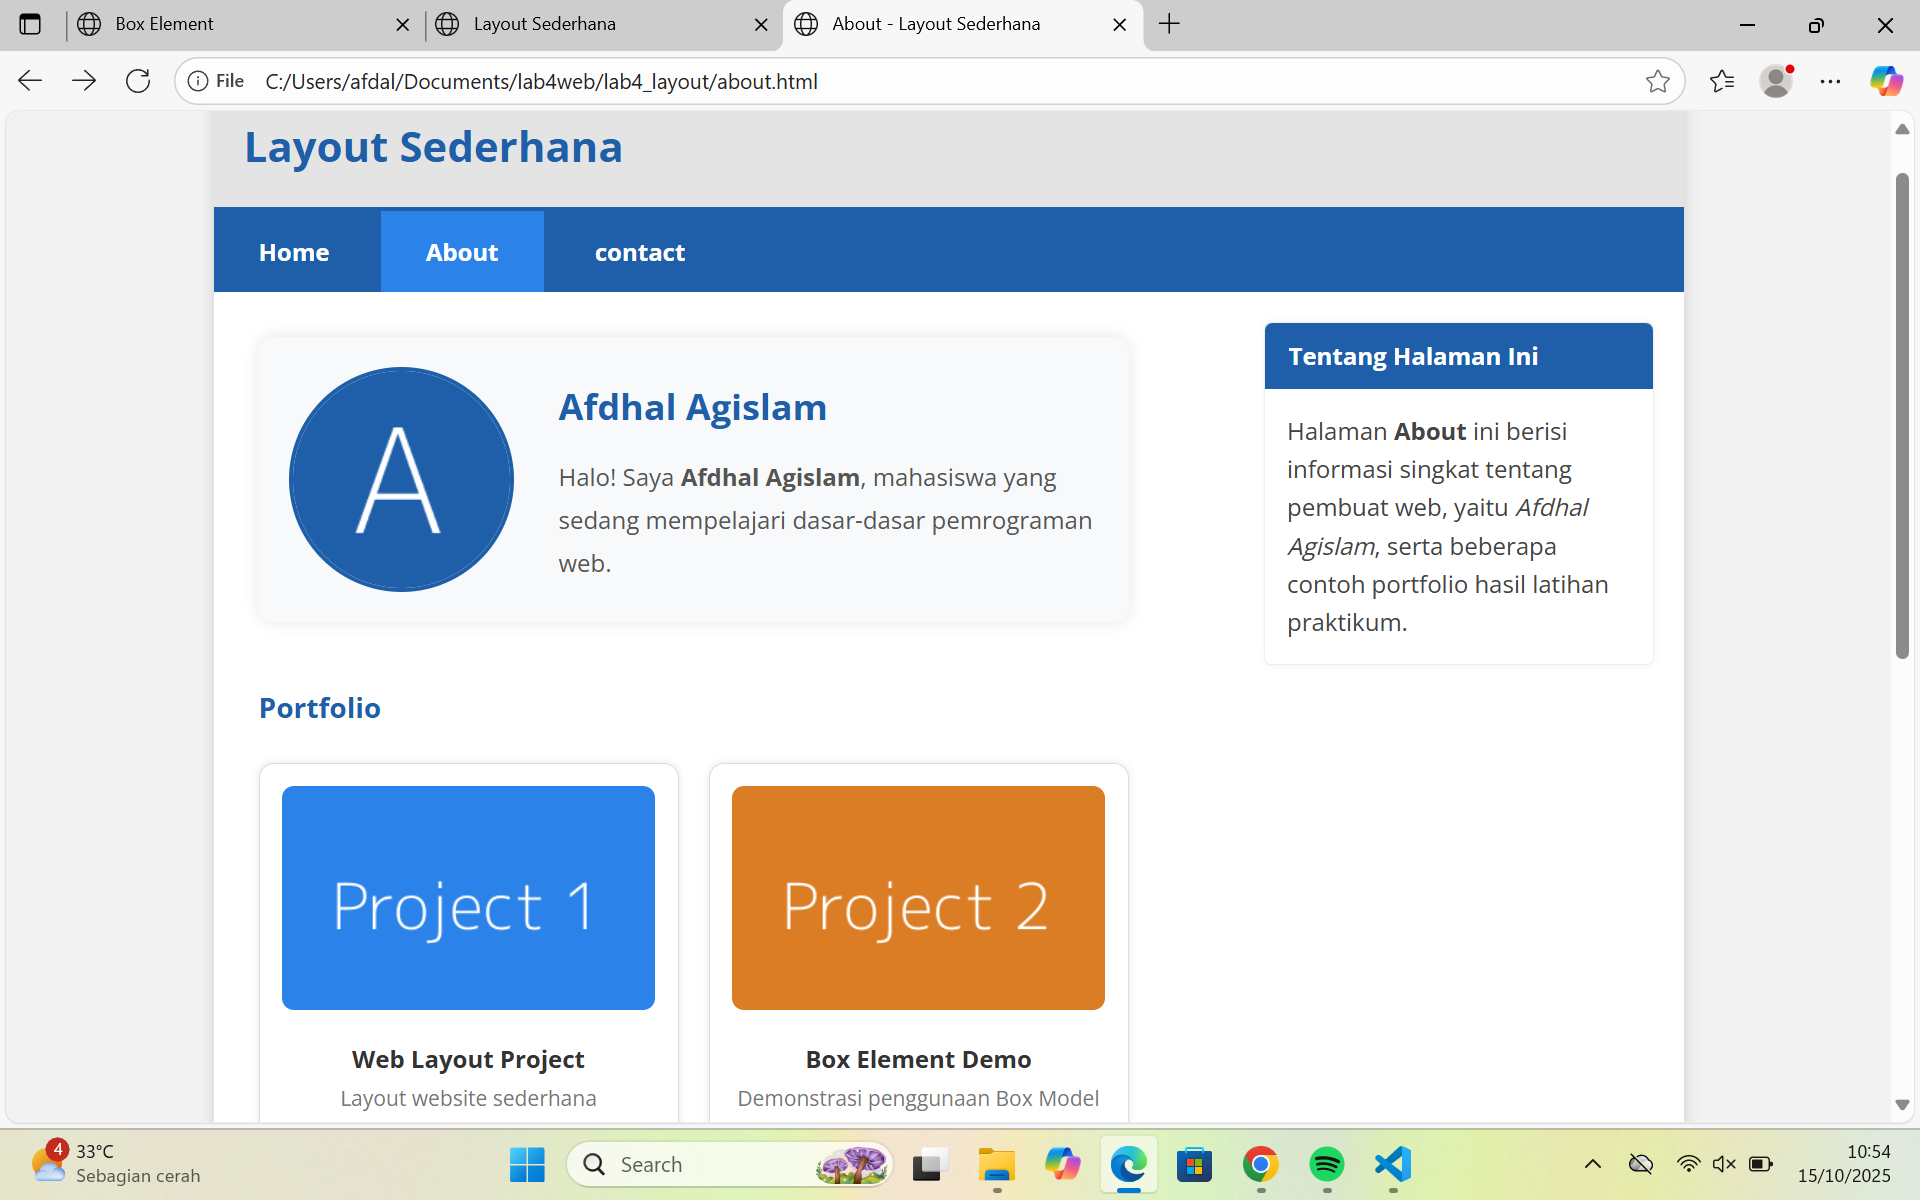 Box Element
Layout Sederhana
About - Layout Sederhana
File
C:/Users/afdal/Documents/lab4web/lab4_layout/about.html
Layout Sederhana
Home
About
contact
A
Afdhal Agislam
Halo! Saya Afdhal Agislam, mahasiswa yang
sedang mempelajari dasar-dasar pemrograman
web.
Tentang Halaman Ini
Halaman About ini berisi
informasi singkat tentang
pembuat web, yaitu Afdhal
Agislam, serta beberapa
contoh portfolio hasil latihan
praktikum.
Portfolio
Project 1
Web Layout Project
Layout website sederhana
Project 2
Box Element Demo
Demonstrasi penggunaan Box Model
4
33°C
Sebagian cerah
Search
10:54
15/10/2025